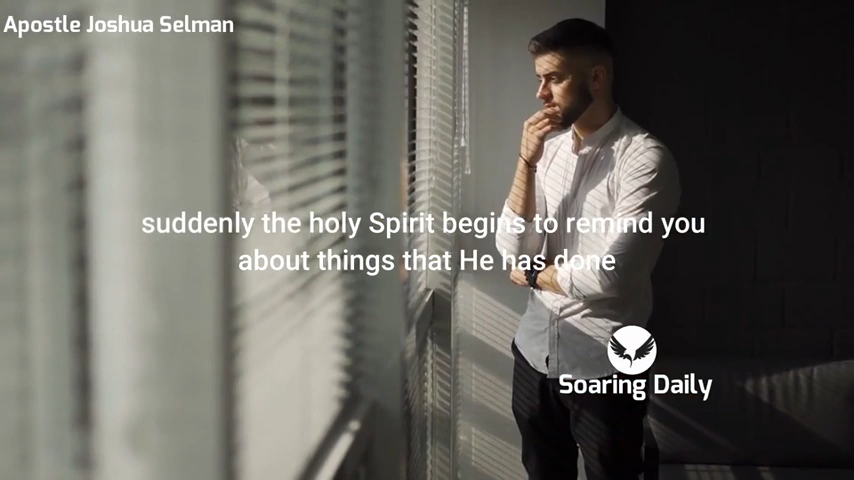 Apostle Joshua Selman
suddenly the holy Spirit begins to remind you
about things that He has done
Soaring Daily